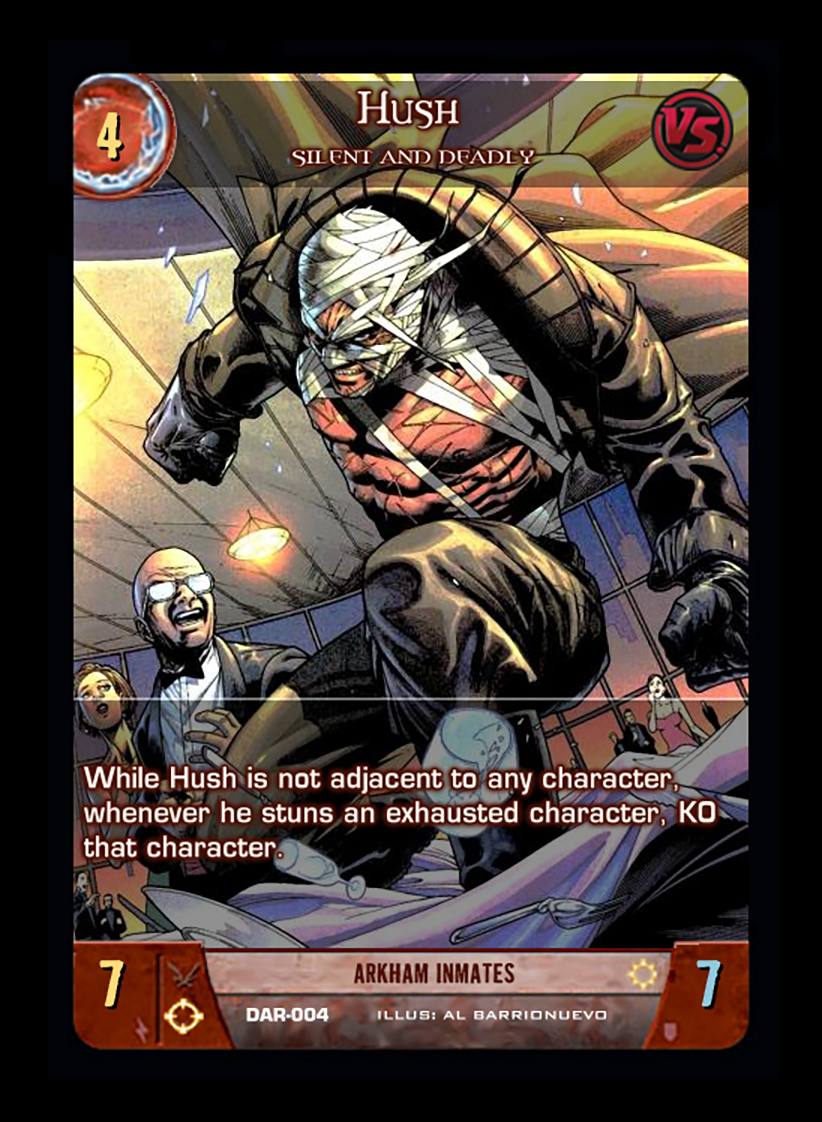 4
Hush
VS.
SILENT AND DEADLY
While Hush is not adjacent to any character,
whenever he stuns an exhausted character, KO
that character.
7
ARKHAM INMATES
7
DAR-004 ILLUS: AL BARRIONUEVO